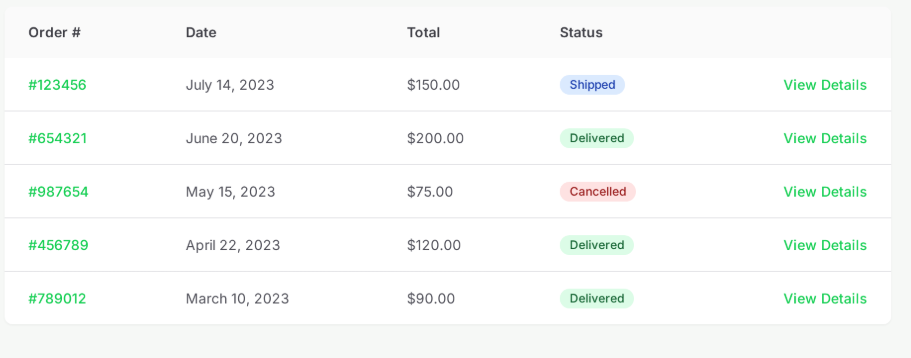 Order # Date Total Status
#123456 July 14, 2023 $150.00 Shipped View Details
#654321 June 20, 2023 $200.00 Delivered View Details
#987654 May 15, 2023 $75.00 Cancelled View Details
#456789 April 22, 2023 $120.00 Delivered View Details
#789012 March 10, 2023 $90.00 Delivered View Details